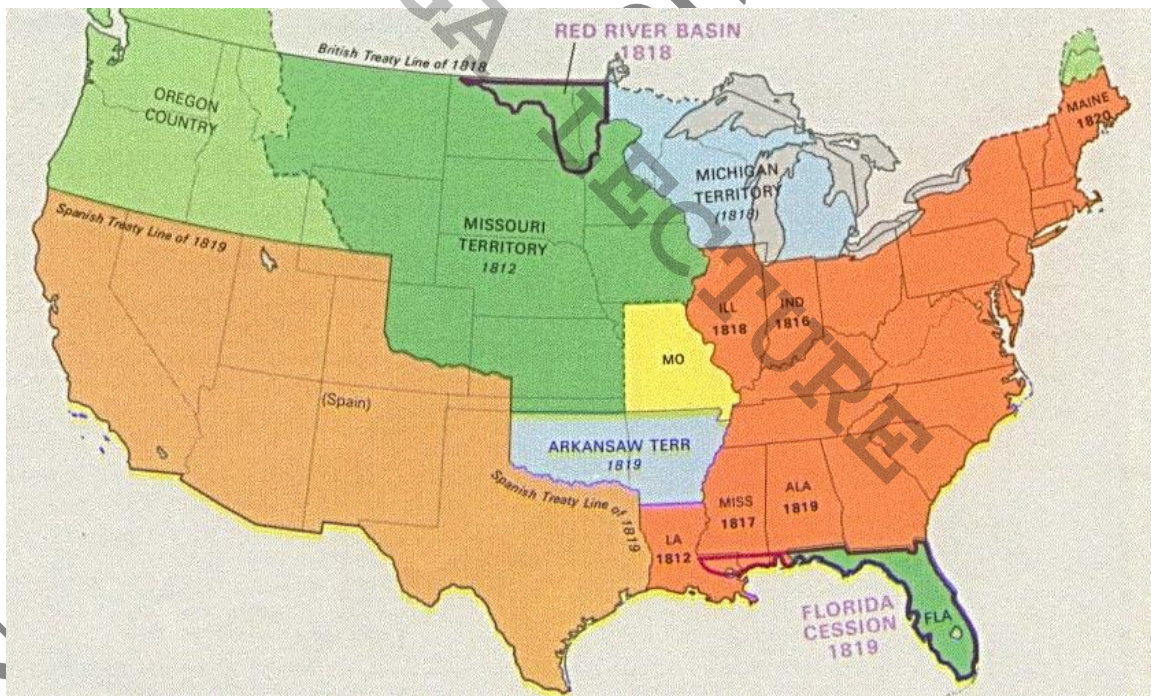 RED RIVER BASIN
1818
British Treaty Line of 1818
OREGON
COUNTRY
MAINE
1820
MICHIGAN
TERRITORY
(1818)
Spanish Treaty Line of 1819
MISSOURI
TERRITORY
1812
ILL
1818
IND
1816
MO
(Spain)
ARKANSAW TERR
1819
Spanish Treaty Line of 1819
MISS
1817
ALA
1819
LA
1812
FLORIDA
CESSION
1819
FLA
LECTURE